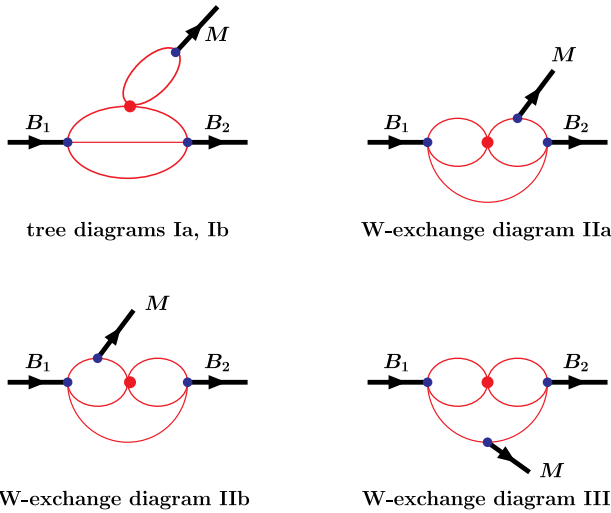 M
B₁ B₂
tree diagrams Ia, Ib
M
B₁ B₂
W-exchange diagram IIa
M
B₁ B₂
W-exchange diagram IIb
B₁ B₂
M
W-exchange diagram III